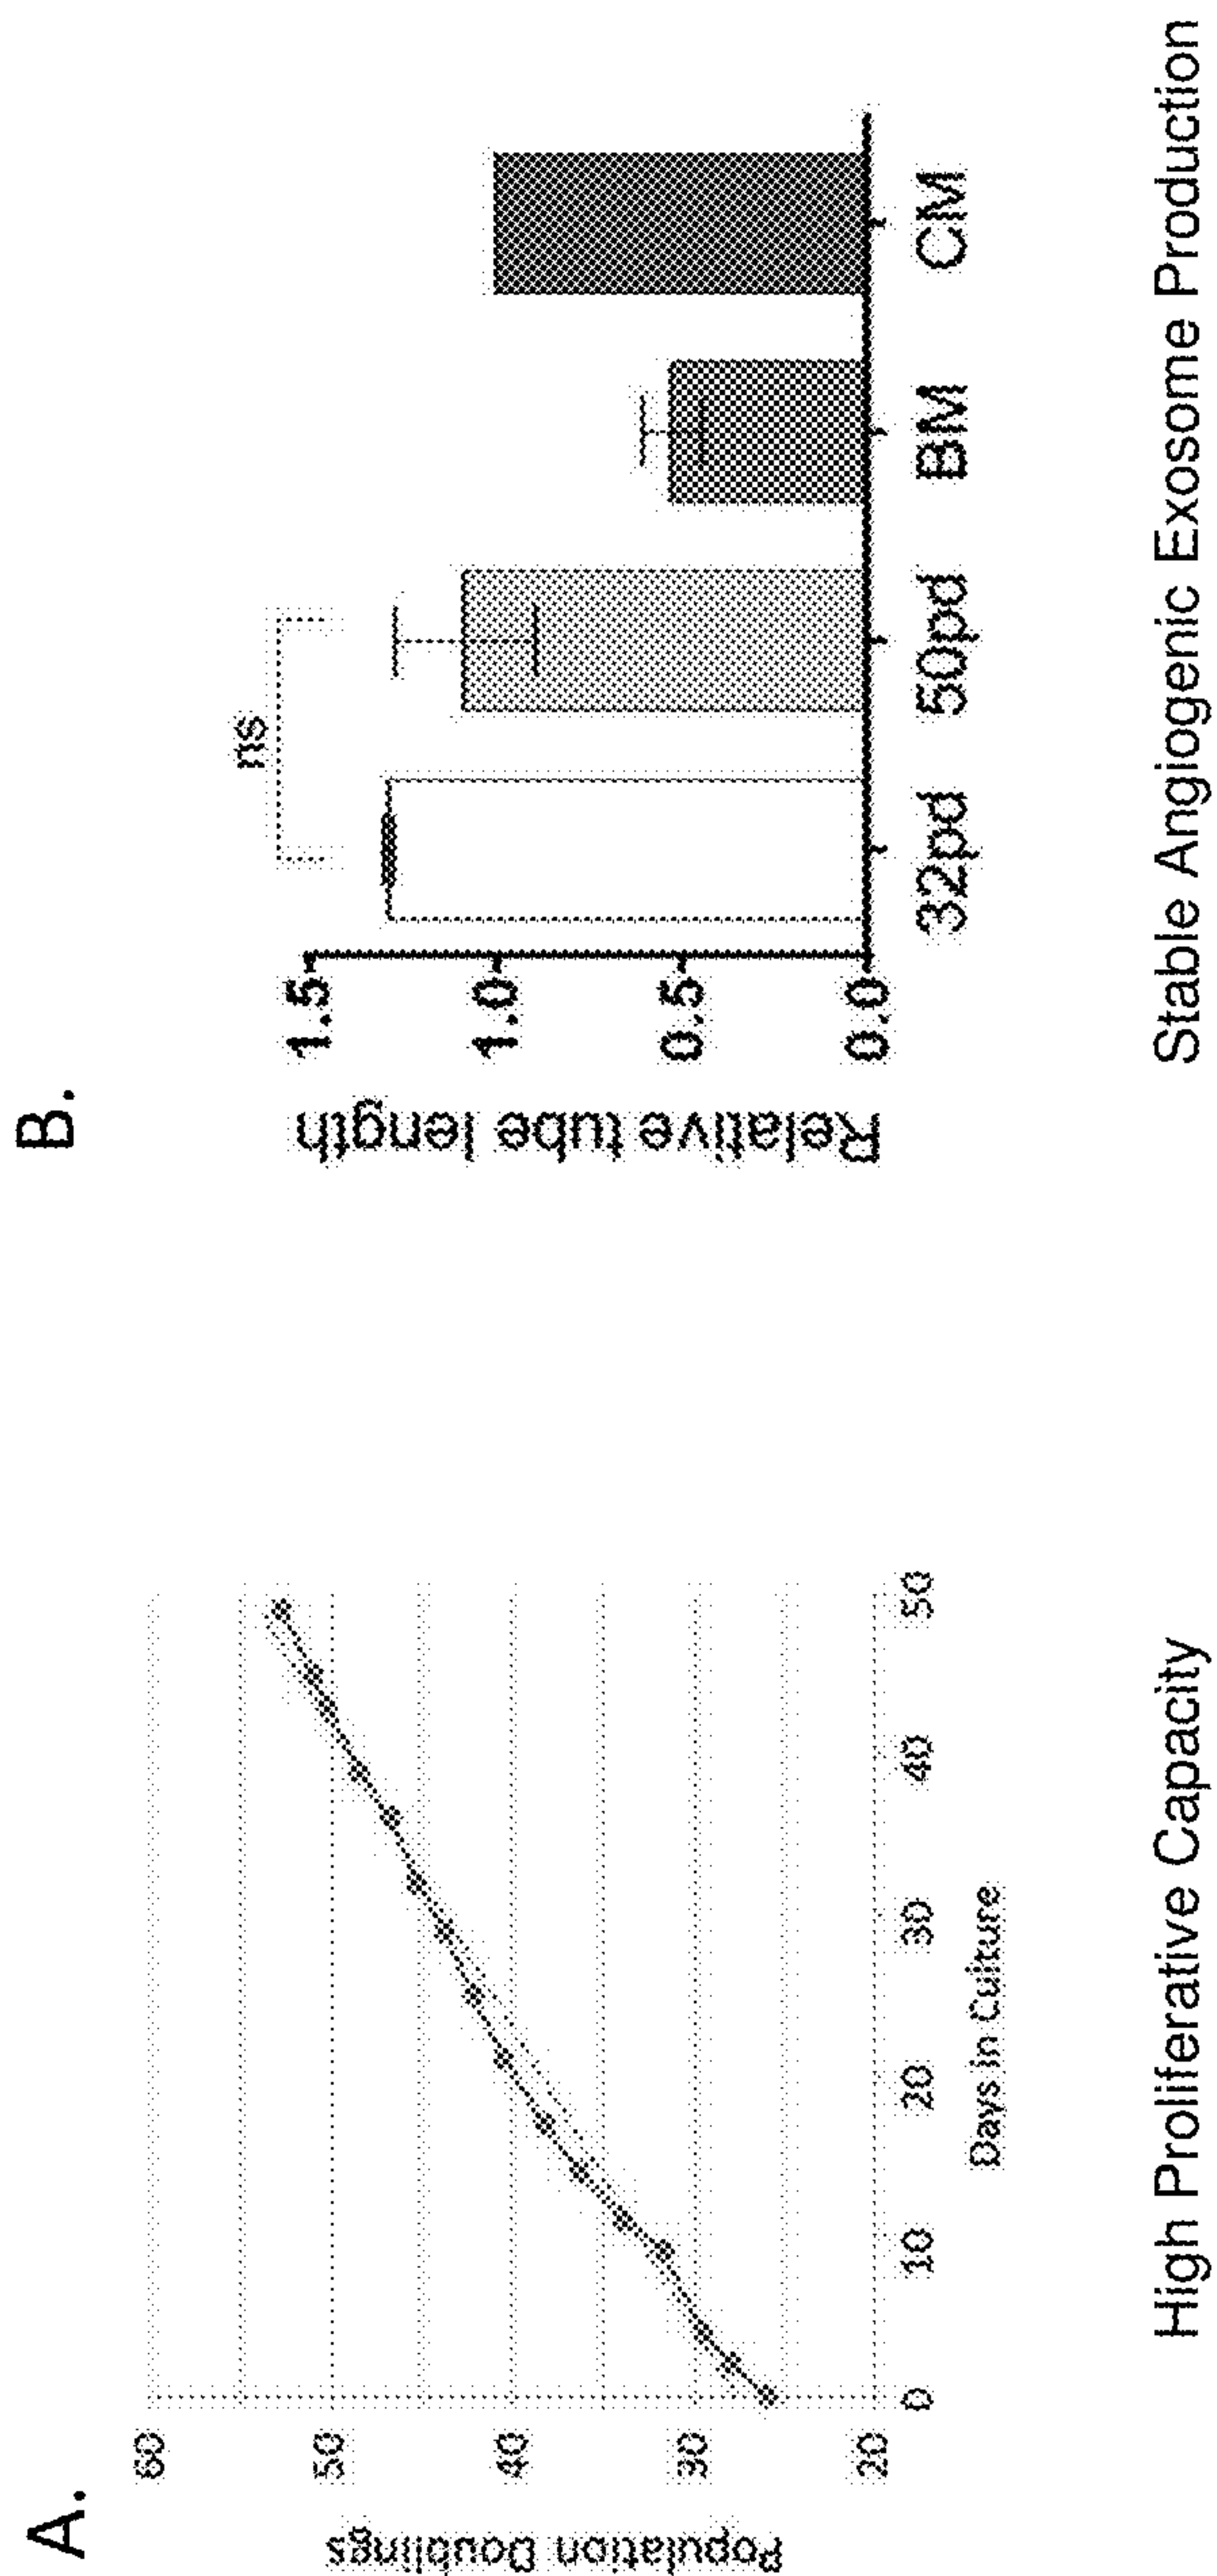 A.
Population Doublings
60
50
40
30
20
0
10
20
30
40
50
Days in Culture
High Proliferative Capacity
B.
Relative tube length
1.5
1.0
0.5
0.0
ns
32pd
50pd
BM
CM
Stable Angiogenic Exosome Production